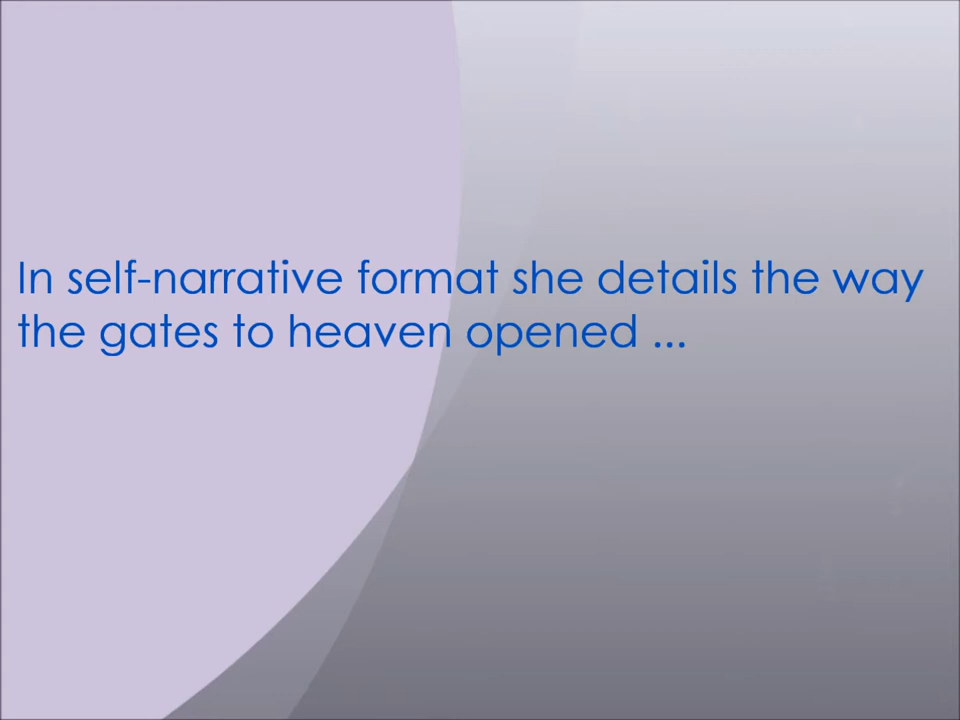 In self-narrative format she details the way
the gates to heaven opened ...